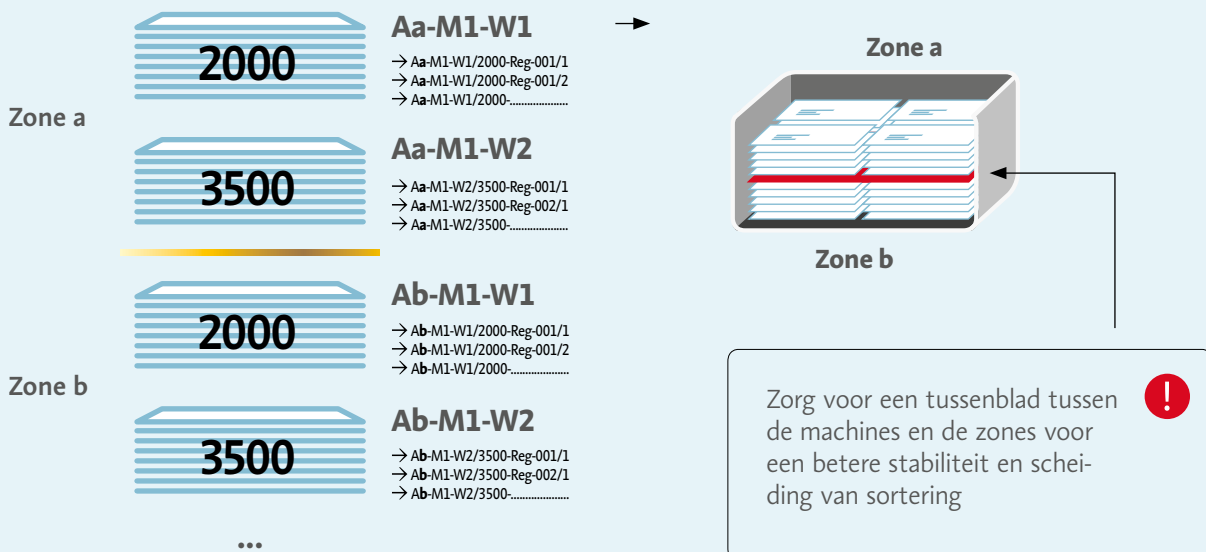 Zone a
2000
Aa-M1-W1
→ Aa-M1-W1/2000-Reg-001/1
→ Aa-M1-W1/2000-Reg-001/2
→ Aa-M1-W1/2000-....................
3500
Aa-M1-W2
→ Aa-M1-W2/3500-Reg-001/1
→ Aa-M1-W2/3500-Reg-002/1
→ Aa-M1-W2/3500-....................
Zone b
2000
Ab-M1-W1
→ Ab-M1-W1/2000-Reg-001/1
→ Ab-M1-W1/2000-Reg-001/2
→ Ab-M1-W1/2000-....................
3500
Ab-M1-W2
→ Ab-M1-W2/3500-Reg-001/1
→ Ab-M1-W2/3500-Reg-002/1
→ Ab-M1-W2/3500-....................
...
Zone a
Zone b
Zorg voor een tussenblad tussen
de machines en de zones voor
een betere stabiliteit en schei-
ding van sortering
!